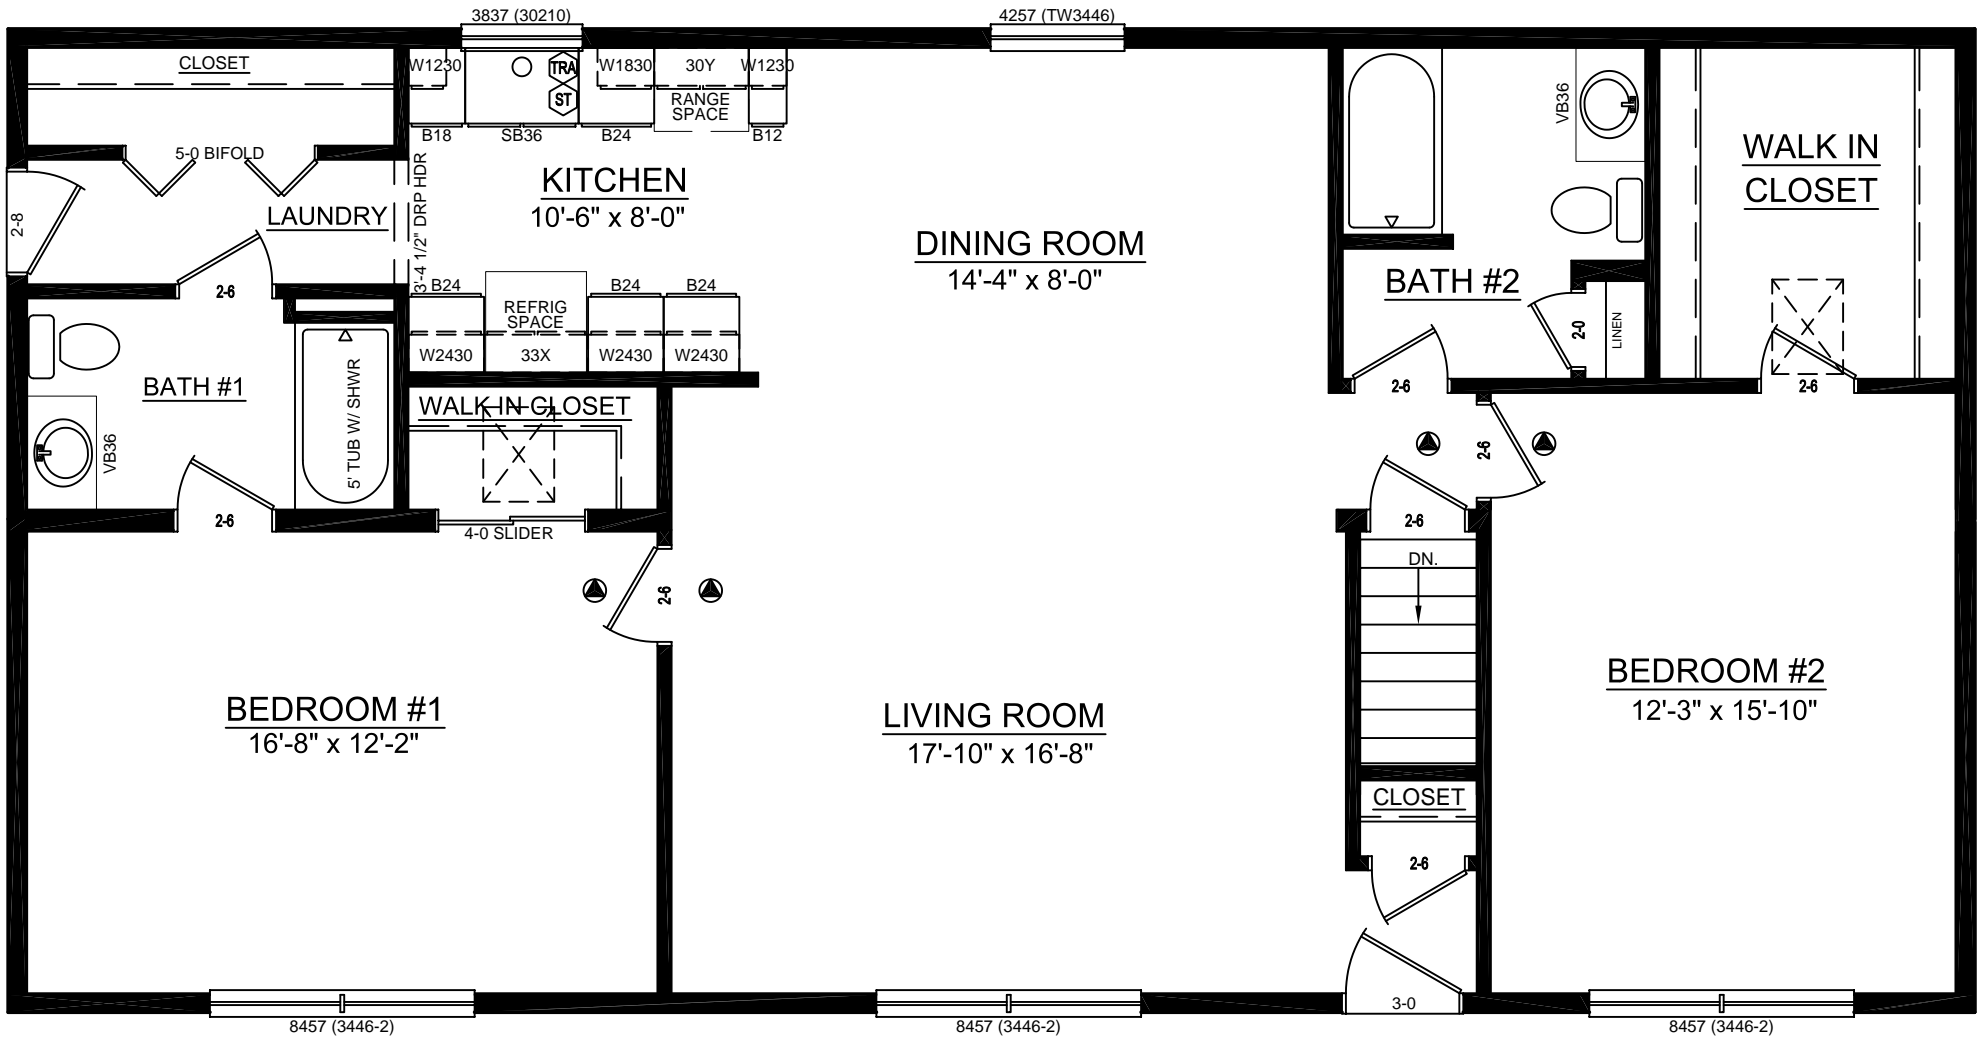 3837 (30210)
4257 (TW3446)
CLOSET
W1230
TRA
ST
W1830
30Y
W1230
RANGE
SPACE
B18
SB36
B24
B12
5-0 BIFOLD
3'-4 1/2" DRP HDR
KITCHEN
10'-6" x 8'-0"
LAUNDRY
2-8
2-6
DINING ROOM
14'-4" x 8'-0"
VB36
WALK IN
CLOSET
BATH #2
2-0
LINEN
B24
REFRIG
SPACE
B24
B24
W2430
33X
W2430
W2430
BATH #1
VB36
5' TUB W/ SHWR
WALK IN CLOSET
2-6
2-6
2-6
2-6
2-6
4-0 SLIDER
2-6
DN.
BEDROOM #1
16'-8" x 12'-2"
LIVING ROOM
17'-10" x 16'-8"
BEDROOM #2
12'-3" x 15'-10"
CLOSET
2-6
3-0
8457 (3446-2)
8457 (3446-2)
8457 (3446-2)